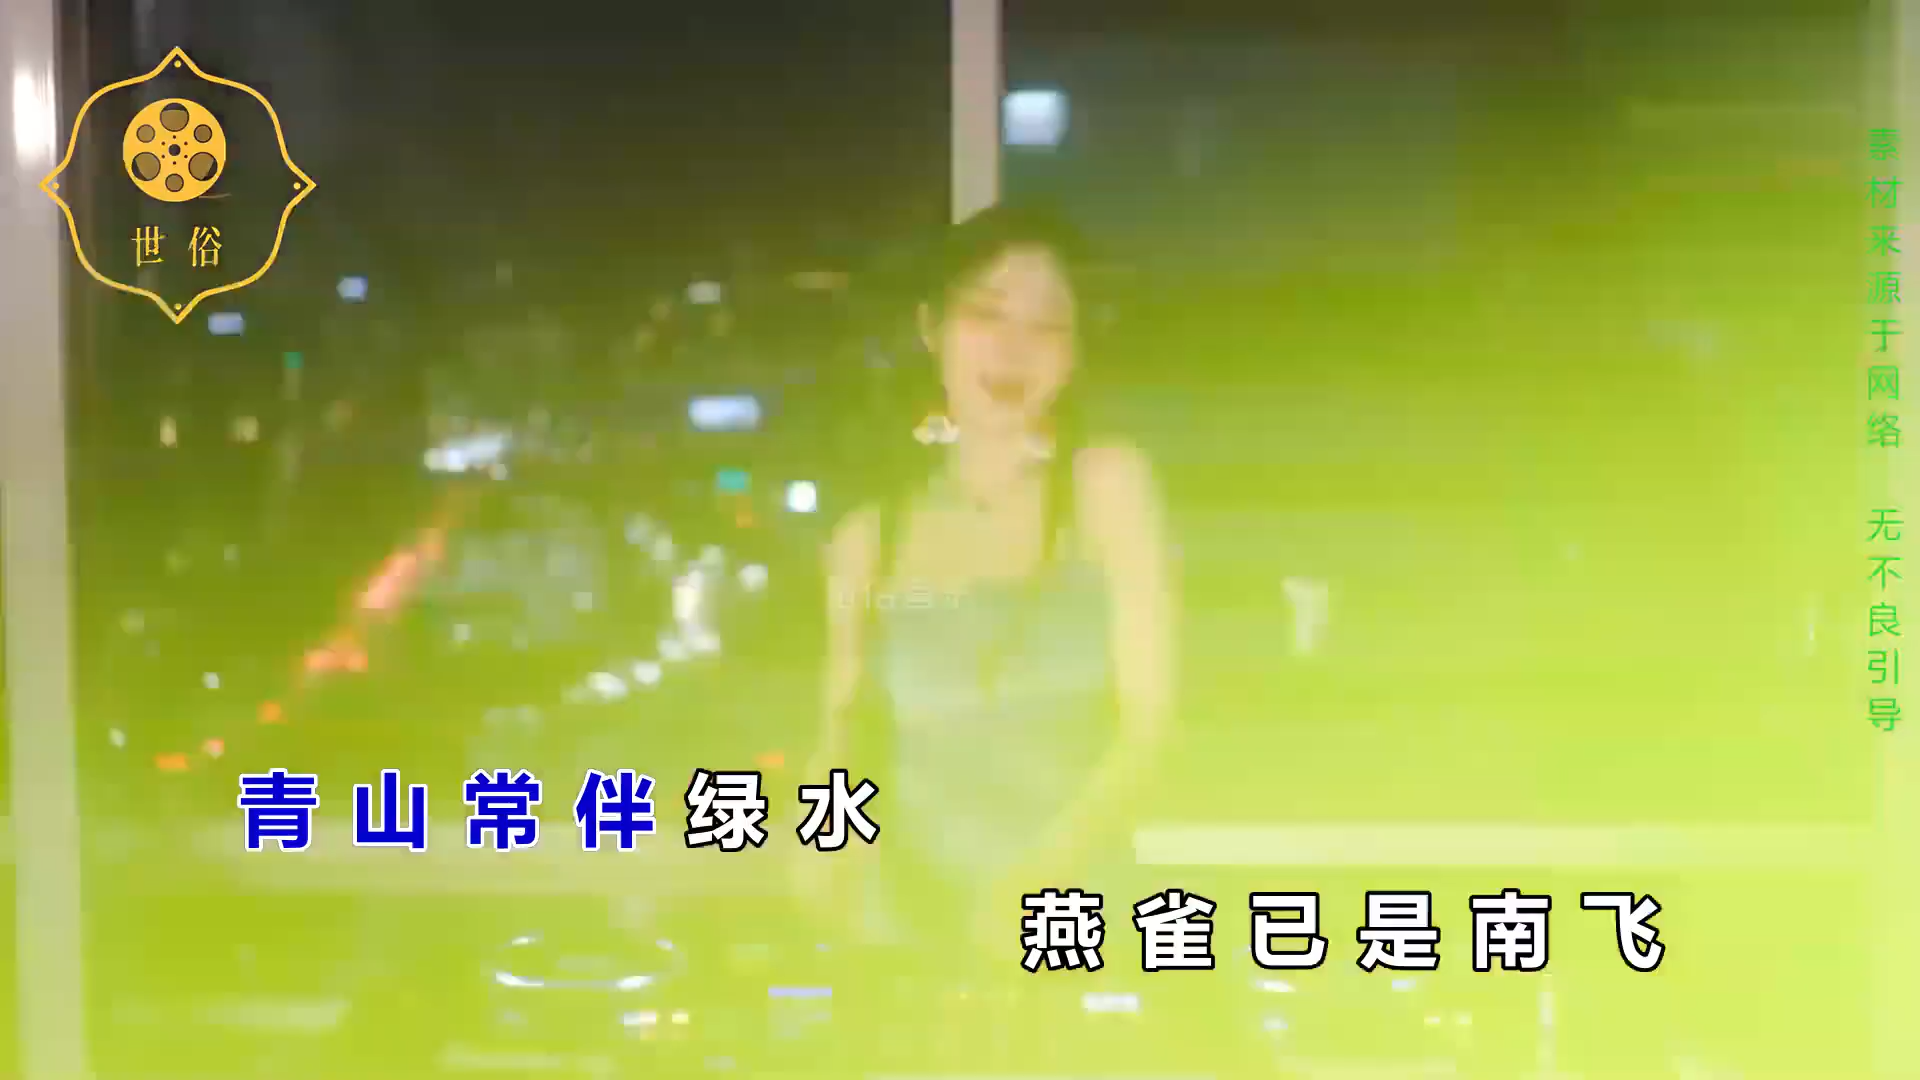 世俗
素材来源于网络 无不良引导
青山常伴绿水
燕雀已是南飞